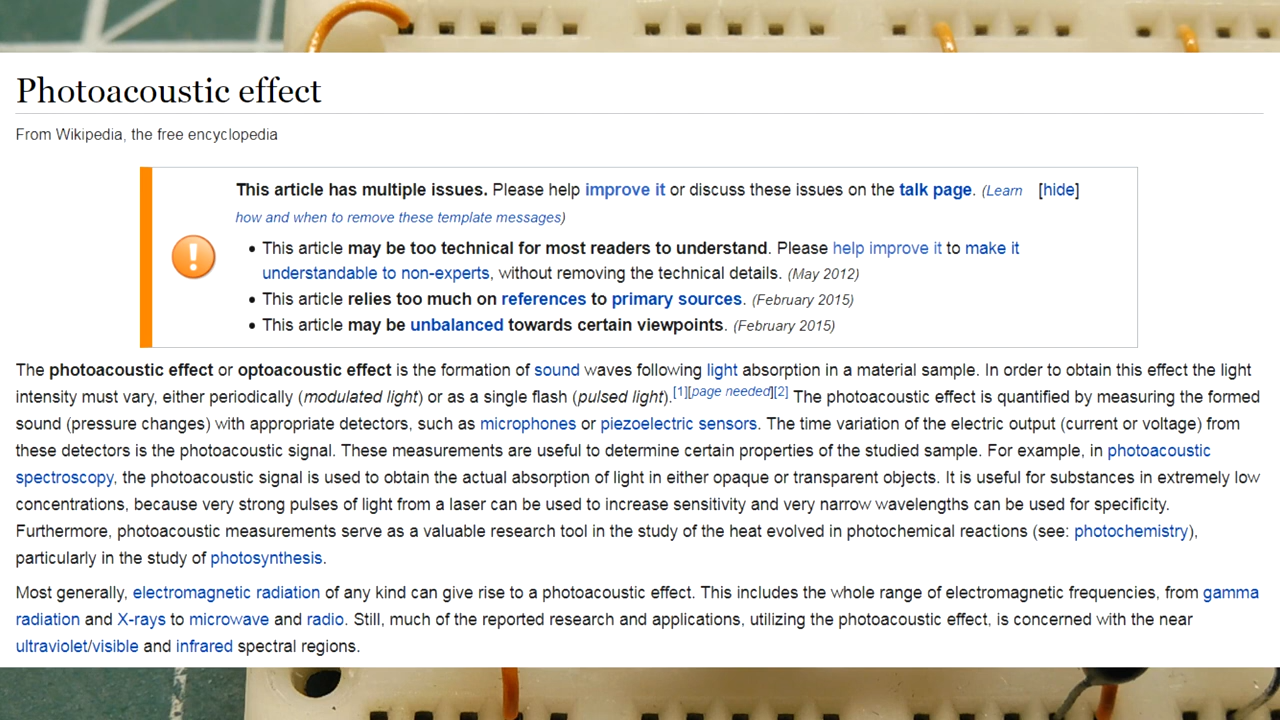 Photoacoustic effect
From Wikipedia, the free encyclopedia
This article has multiple issues. Please help improve it or discuss these issues on the talk page. (Learn [hide]
how and when to remove these template messages)
• This article may be too technical for most readers to understand. Please help improve it to make it
understandable to non-experts, without removing the technical details. (May 2012)
• This article relies too much on references to primary sources. (February 2015)
• This article may be unbalanced towards certain viewpoints. (February 2015)
The photoacoustic effect or optoacoustic effect is the formation of sound waves following light absorption in a material sample. In order to obtain this effect the light
intensity must vary, either periodically (modulated light) or as a single flash (pulsed light).[1][page needed][2] The photoacoustic effect is quantified by measuring the formed
sound (pressure changes) with appropriate detectors, such as microphones or piezoelectric sensors. The time variation of the electric output (current or voltage) from
these detectors is the photoacoustic signal. These measurements are useful to determine certain properties of the studied sample. For example, in photoacoustic
spectroscopy, the photoacoustic signal is used to obtain the actual absorption of light in either opaque or transparent objects. It is useful for substances in extremely low
concentrations, because very strong pulses of light from a laser can be used to increase sensitivity and very narrow wavelengths can be used for specificity.
Furthermore, photoacoustic measurements serve as a valuable research tool in the study of the heat evolved in photochemical reactions (see: photochemistry),
particularly in the study of photosynthesis.
Most generally, electromagnetic radiation of any kind can give rise to a photoacoustic effect. This includes the whole range of electromagnetic frequencies, from gamma
radiation and X-rays to microwave and radio. Still, much of the reported research and applications, utilizing the photoacoustic effect, is concerned with the near
ultraviolet/visible and infrared spectral regions.